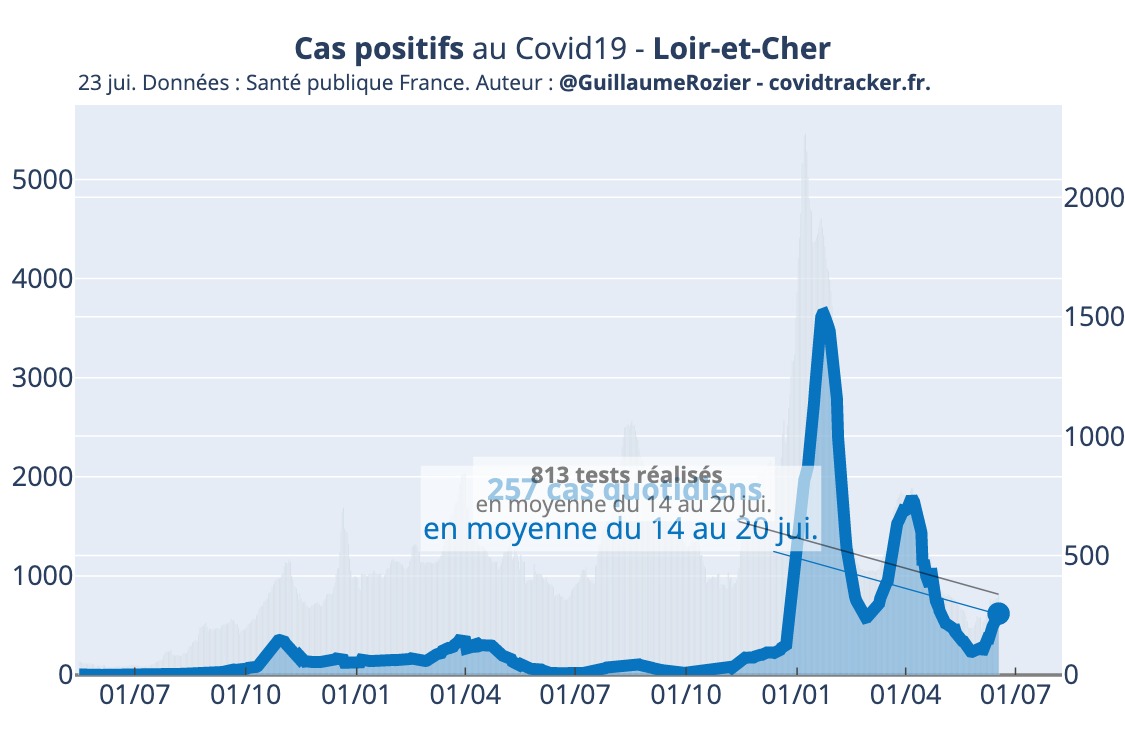 Cas positifs au Covid19 - Loir-et-Cher
23 jui. Données : Santé publique France. Auteur : @GuillaumeRozier - covidtracker.fr.
5000
4000
3000
2000
1000
0
2000
1500
1000
500
0
813 tests réalisés
en moyenne du 14 au 20 jui.
257 cas quotidiens
en moyenne du 14 au 20 jui.
01/07 01/10 01/01 01/04 01/07 01/10 01/01 01/04 01/07